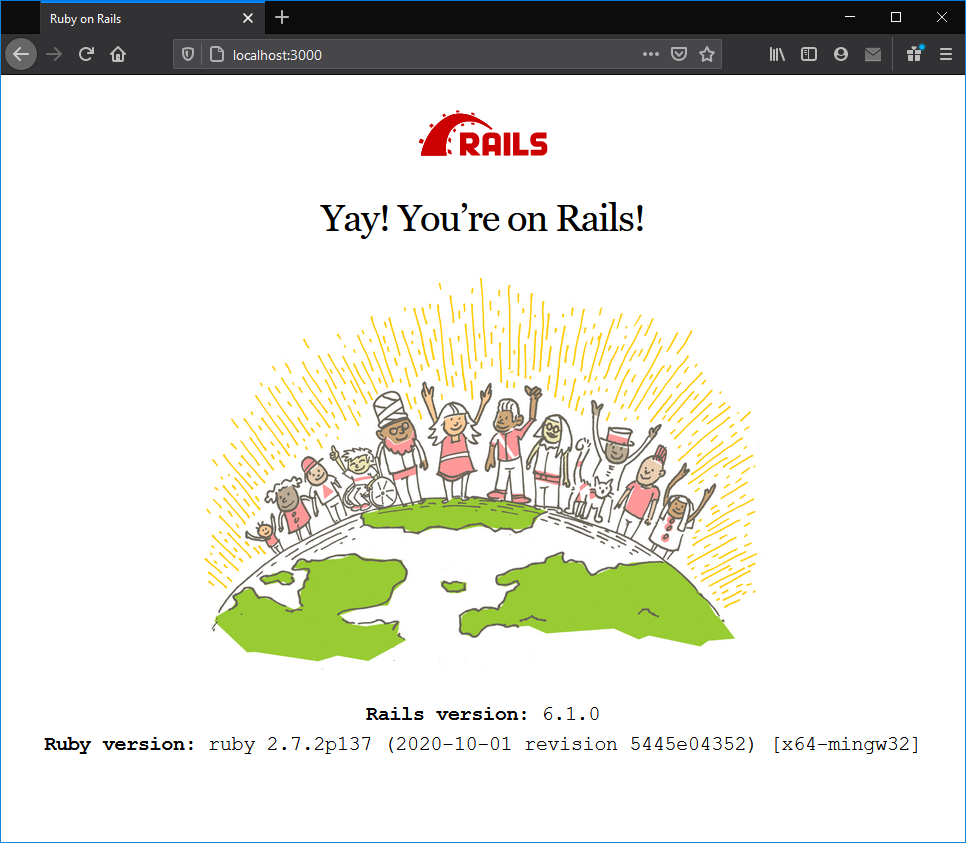 Ruby on Rails
localhost:3000
RAILS
Yay! You’re on Rails!
Rails version: 6.1.0
Ruby version: ruby 2.7.2p137 (2020-10-01 revision 5445e04352) [x64-mingw32]